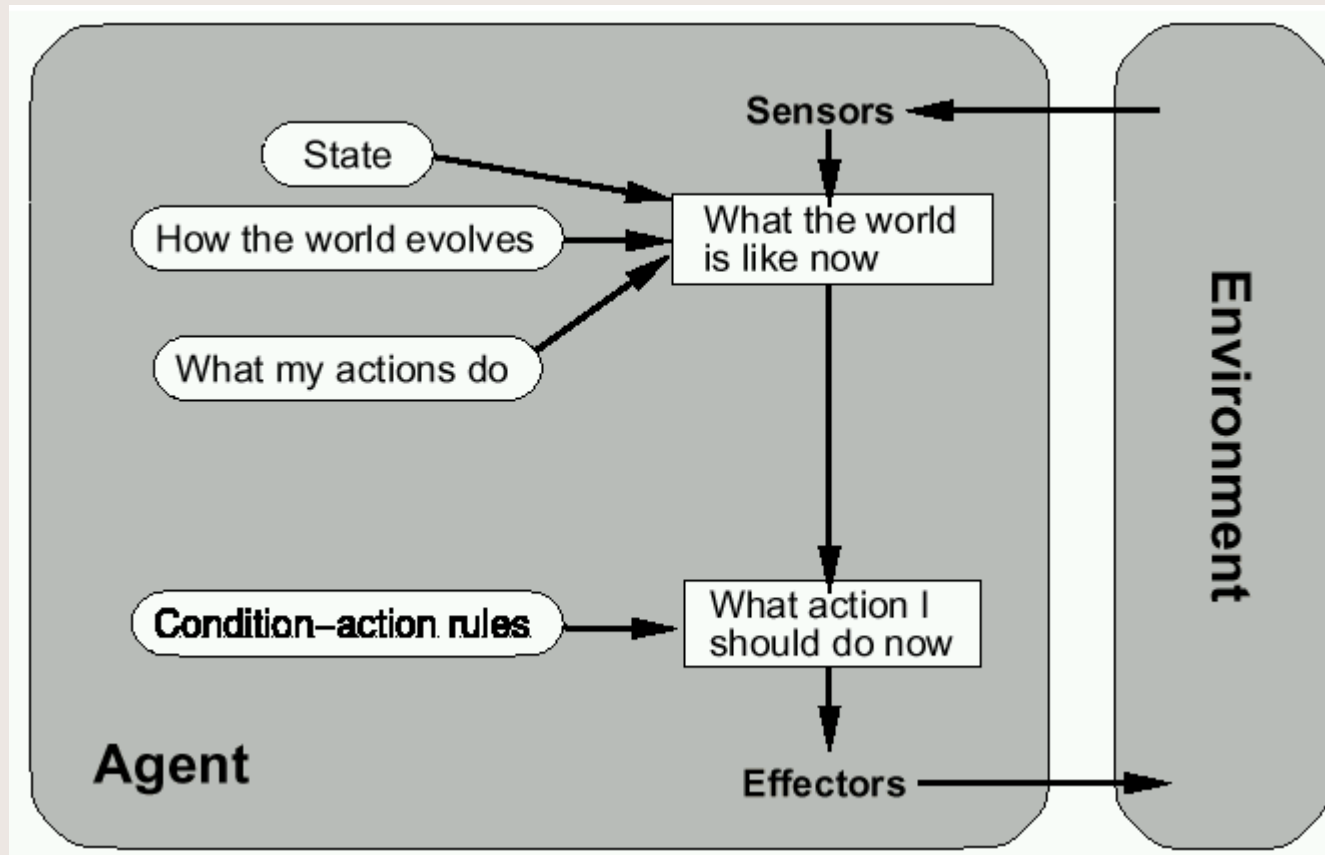 Sensors
State
What the world
is like now
How the world evolves
What my actions do
Environment
Condition–action rules
What action I
should do now
Agent
Effectors